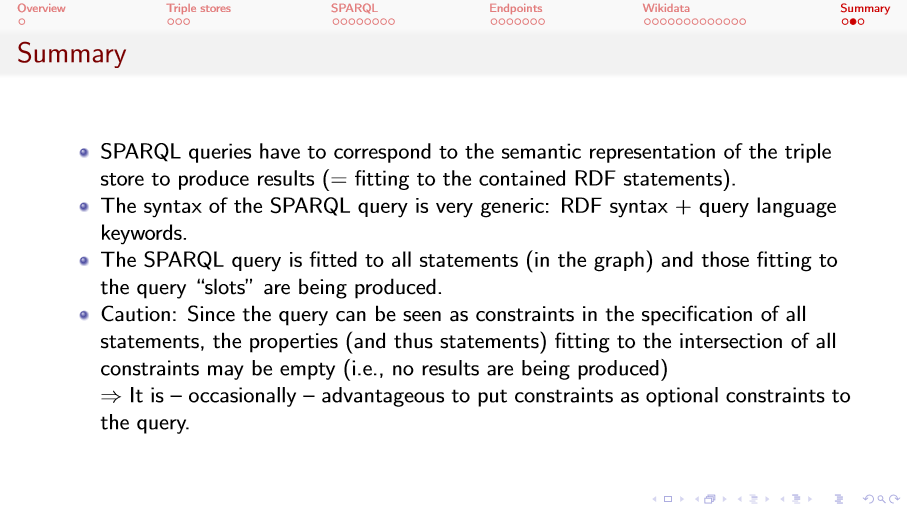 Overview Triple stores SPARQL Endpoints Wikidata Summary
Summary
SPARQL queries have to correspond to the semantic representation of the triple
store to produce results (= fitting to the contained RDF statements).
The syntax of the SPARQL query is very generic: RDF syntax + query language
keywords.
The SPARQL query is fitted to all statements (in the graph) and those fitting to
the query “slots” are being produced.
Caution: Since the query can be seen as constraints in the specification of all
statements, the properties (and thus statements) fitting to the intersection of all
constraints may be empty (i.e., no results are being produced)
⇒ It is – occasionally – advantageous to put constraints as optional constraints to
the query.